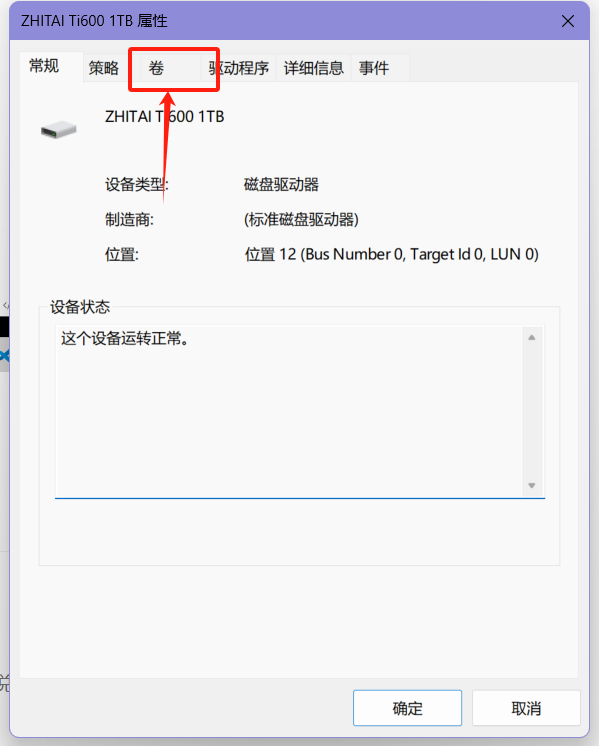 ZHITAI Ti600 1TB 属性
常规 策略 卷 驱动程序 详细信息 事件
ZHITAI Ti600 1TB
设备类型: 磁盘驱动器
制造商: (标准磁盘驱动器)
位置: 位置 12 (Bus Number 0, Target Id 0, LUN 0)
设备状态
这个设备运转正常。
确定 取消